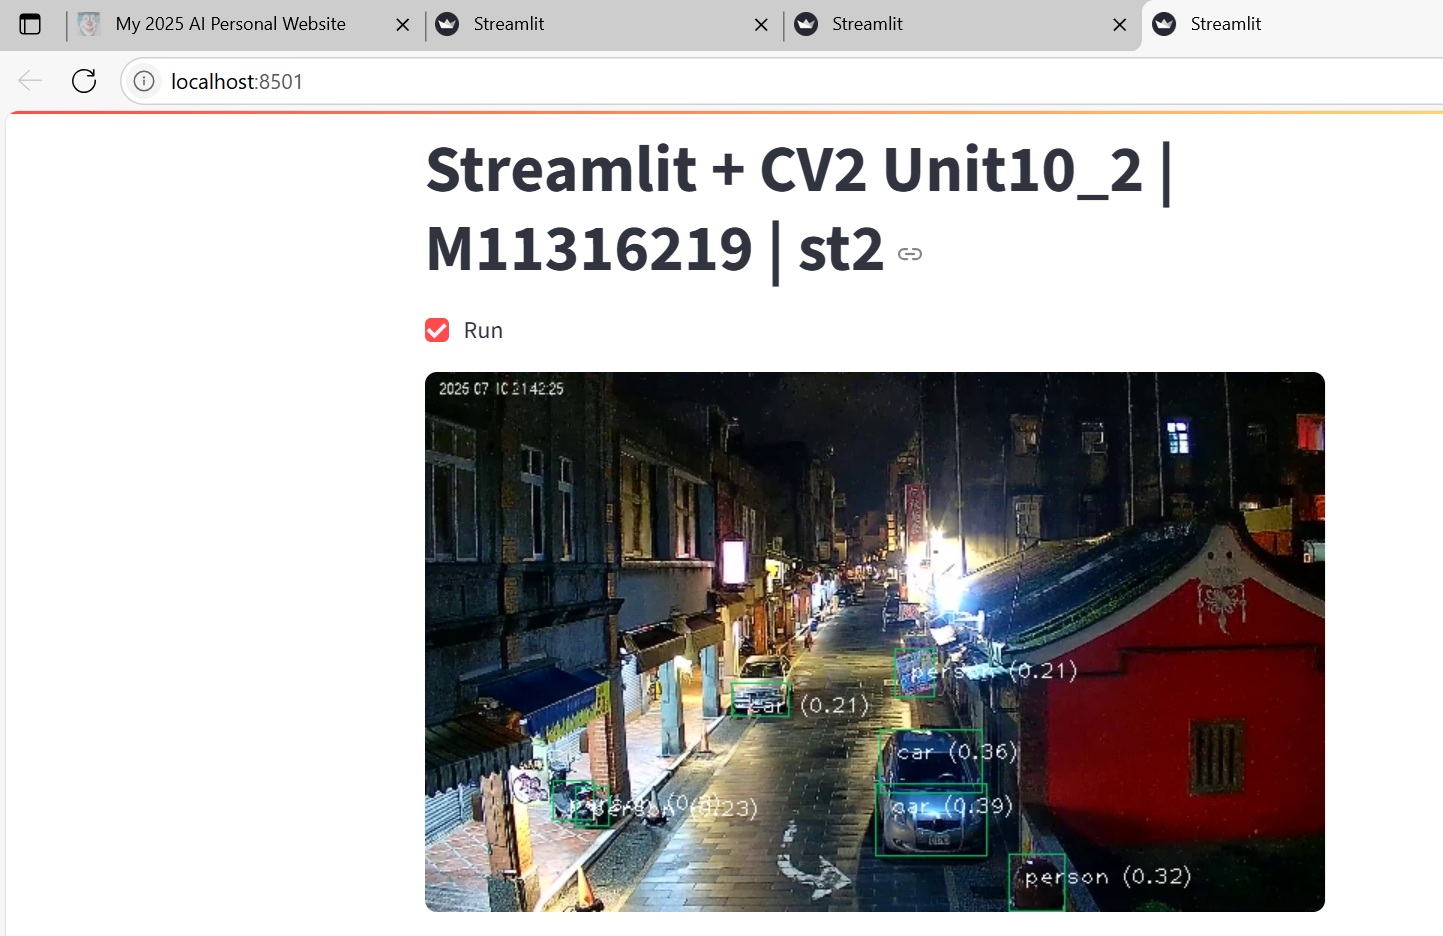 My 2025 AI Personal Website
Streamlit
Streamlit
Streamlit
localhost:8501
Streamlit + CV2 Unit10_2 |
M11316219 | st2
Run
2025-07-10 21:42:25
person (0.21)
car (0.21)
car (0.36)
car (0.39)
person (0.23)
person (0.32)